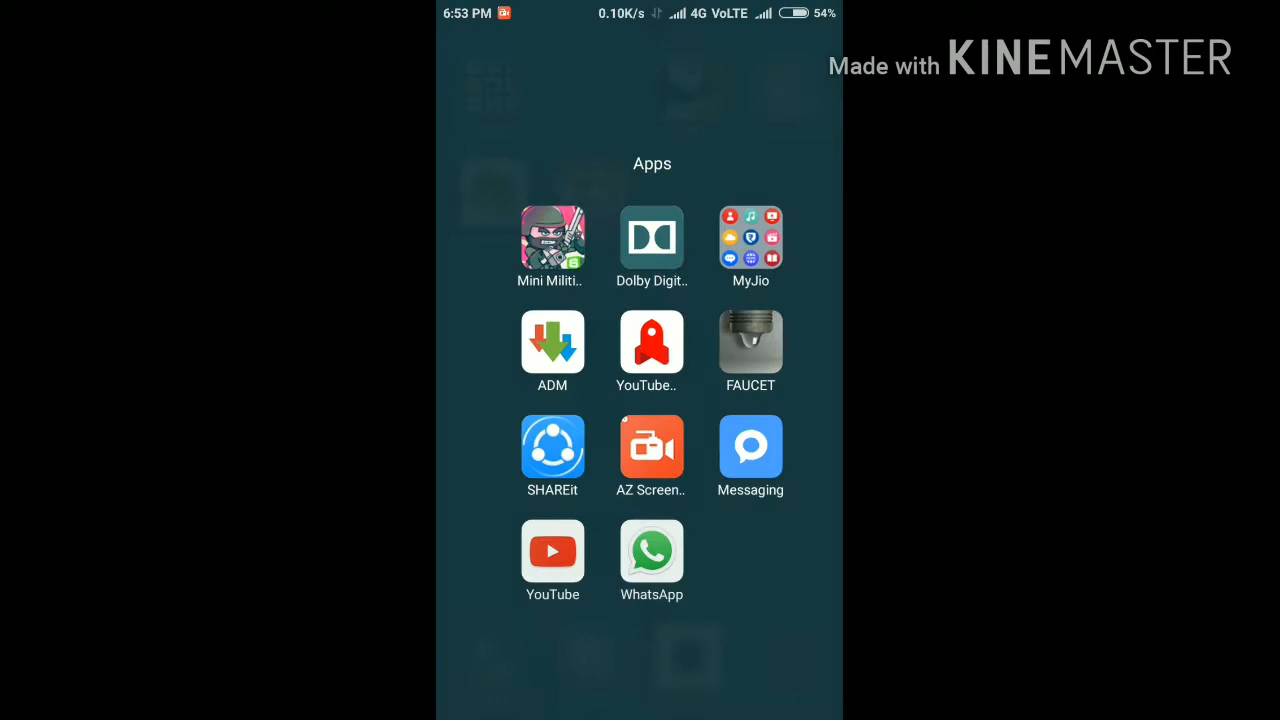 6:53 PM 0.10K/s 4G VoLTE 54%
Made with KINEMASTER
Apps
Mini Militi.. Dolby Digit.. MyJio
ADM YouTube.. FAUCET
SHAREit AZ Screen.. Messaging
YouTube WhatsApp